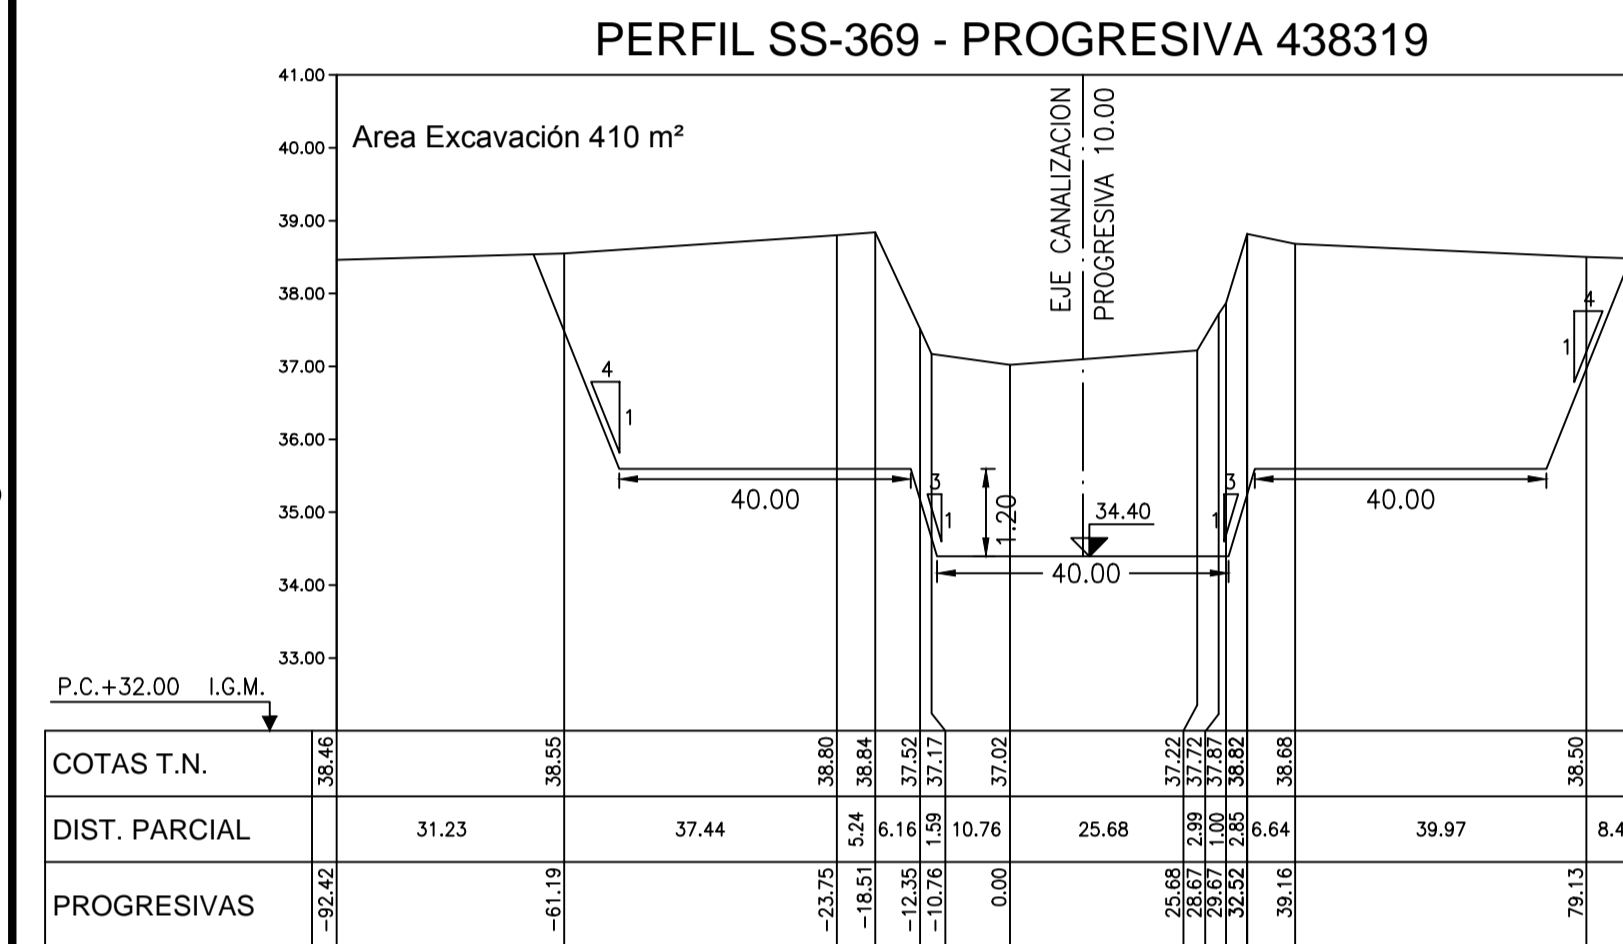 PERFIL SS-369 - PROGRESIVA 438319
41.00
Area Excavación 410 m²
EJE CANALIZACION
PROGRESIVA 10.00
40.00
39.00
38.00
37.00
36.00
35.00
34.00
33.00
4
1
4
1
40.00
3
1
1.20
34.40
3
1
40.00
40.00
P.C.+32.00 I.G.M.
COTAS T.N. 38.46 38.55 38.80 38.84 37.52 37.17 37.02 37.22 37.72 37.87 38.82 38.68 38.50
DIST. PARCIAL 31.23 37.44 5.24 6.16 1.59 10.76 25.68 2.99 1.00 2.85 6.64 39.97 8.4
PROGRESIVAS -92.42 -61.19 -23.75 -18.51 -12.35 -10.76 0.00 25.68 28.67 29.67 32.52 39.16 79.13